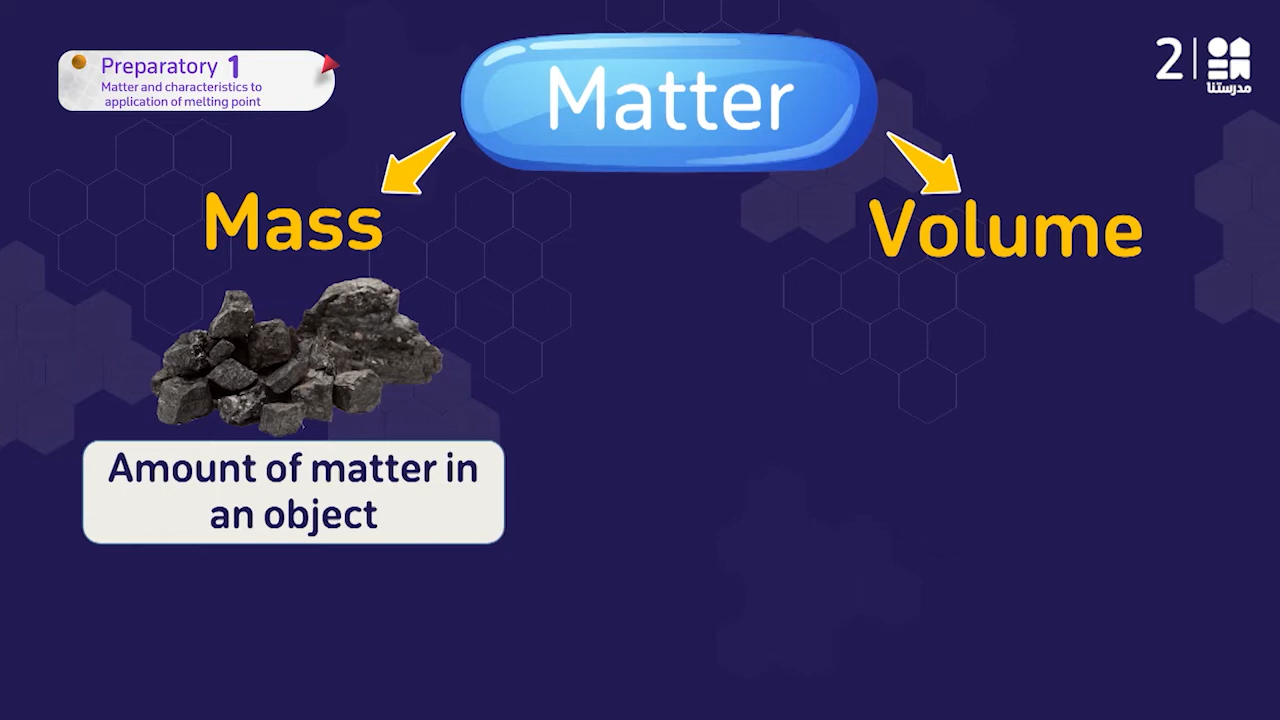 Preparatory 1
Matter and characteristics to
application of melting point
Matter
2
مدرستنا
Mass
Volume
Amount of matter in
an object